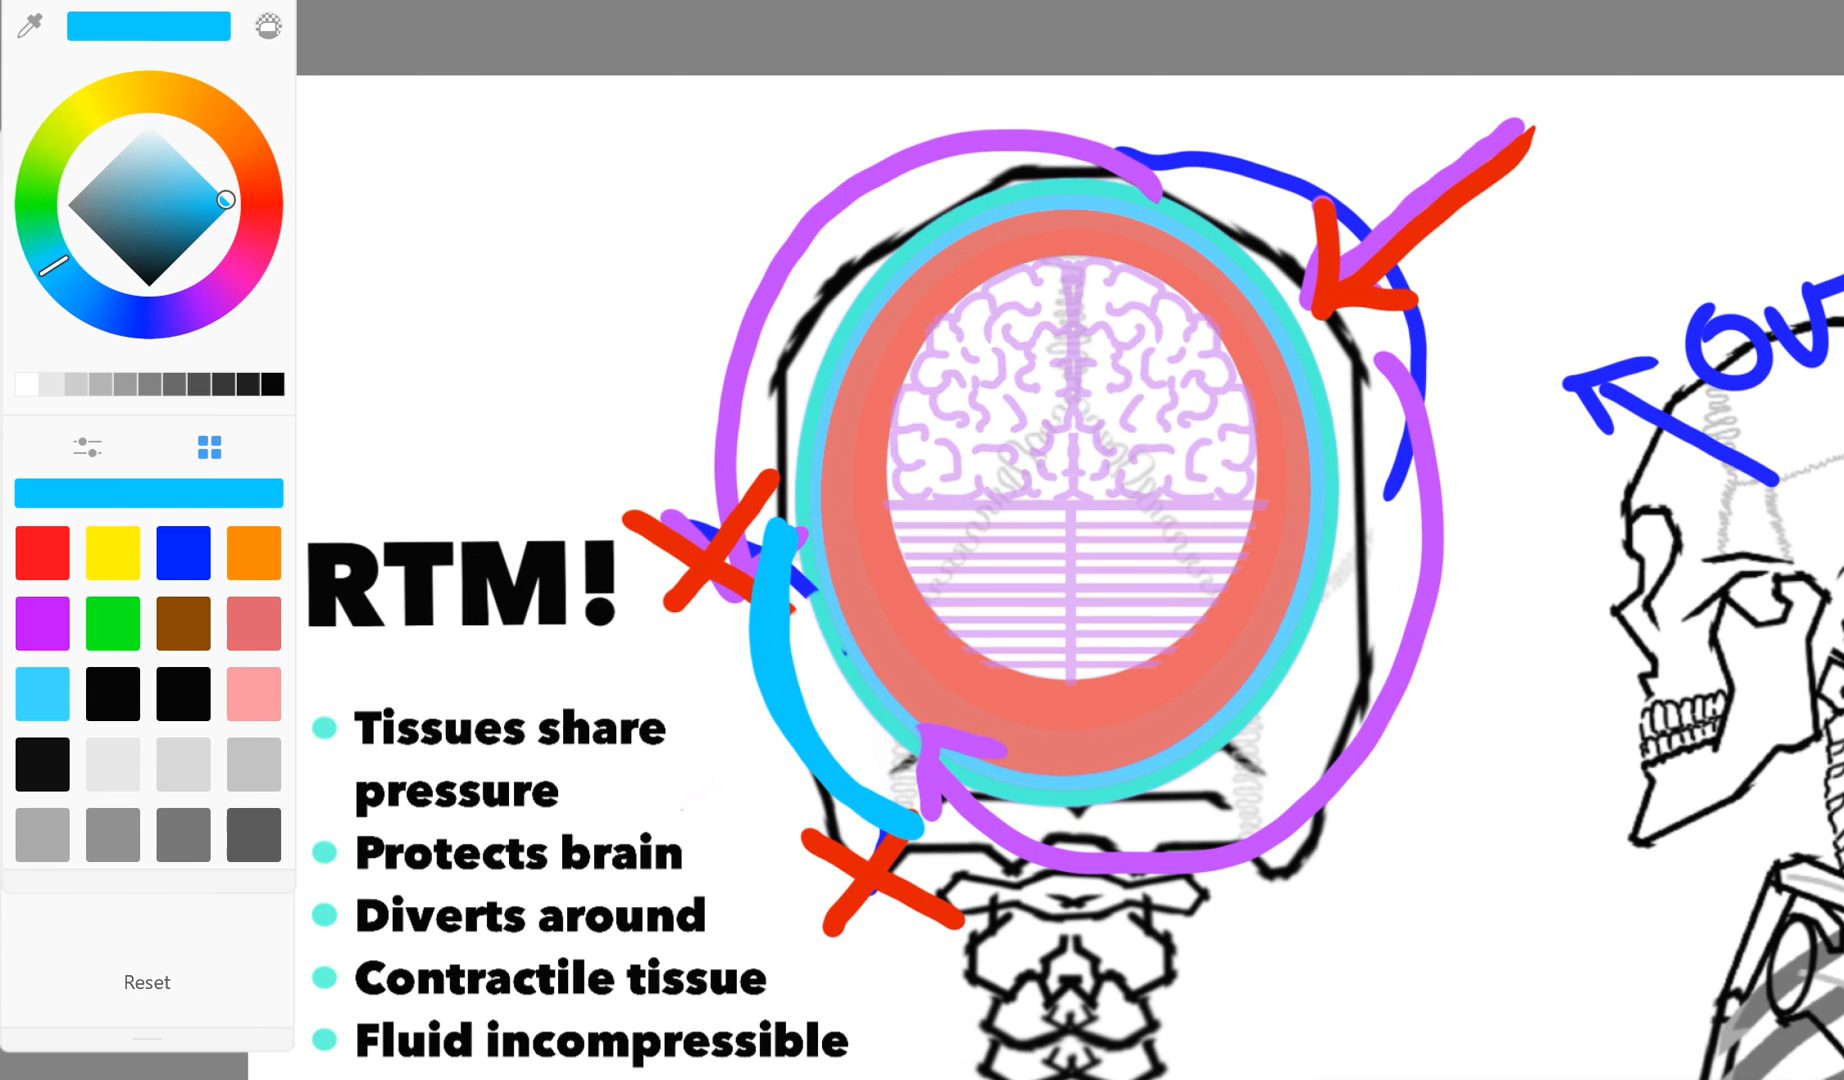 RTM!
Tissues share
pressure
Protects brain
Diverts around
Contractile tissue
Fluid incompressible
Reset